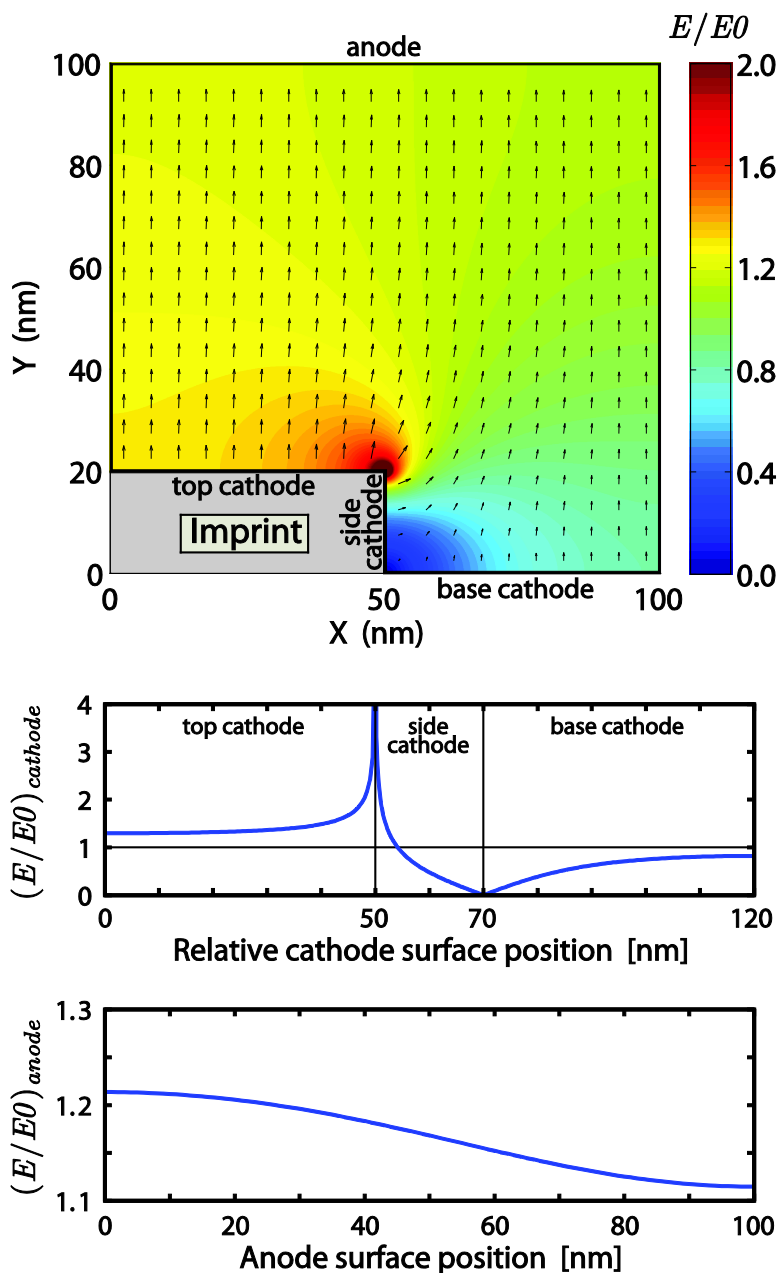 E/E0
anode
100
80
60
40
20
0
Y (nm)
2.0
1.6
1.2
0.8
0.4
0.0
top cathode
Imprint
side
cathode
base cathode
0
50
100
X (nm)
4
3
2
1
0
(E/E0) cathode
top cathode
side
cathode
base cathode
0
50
70
120
Relative cathode surface position [nm]
1.3
1.2
1.1
(E/E0) anode
0
20
40
60
80
100
Anode surface position [nm]